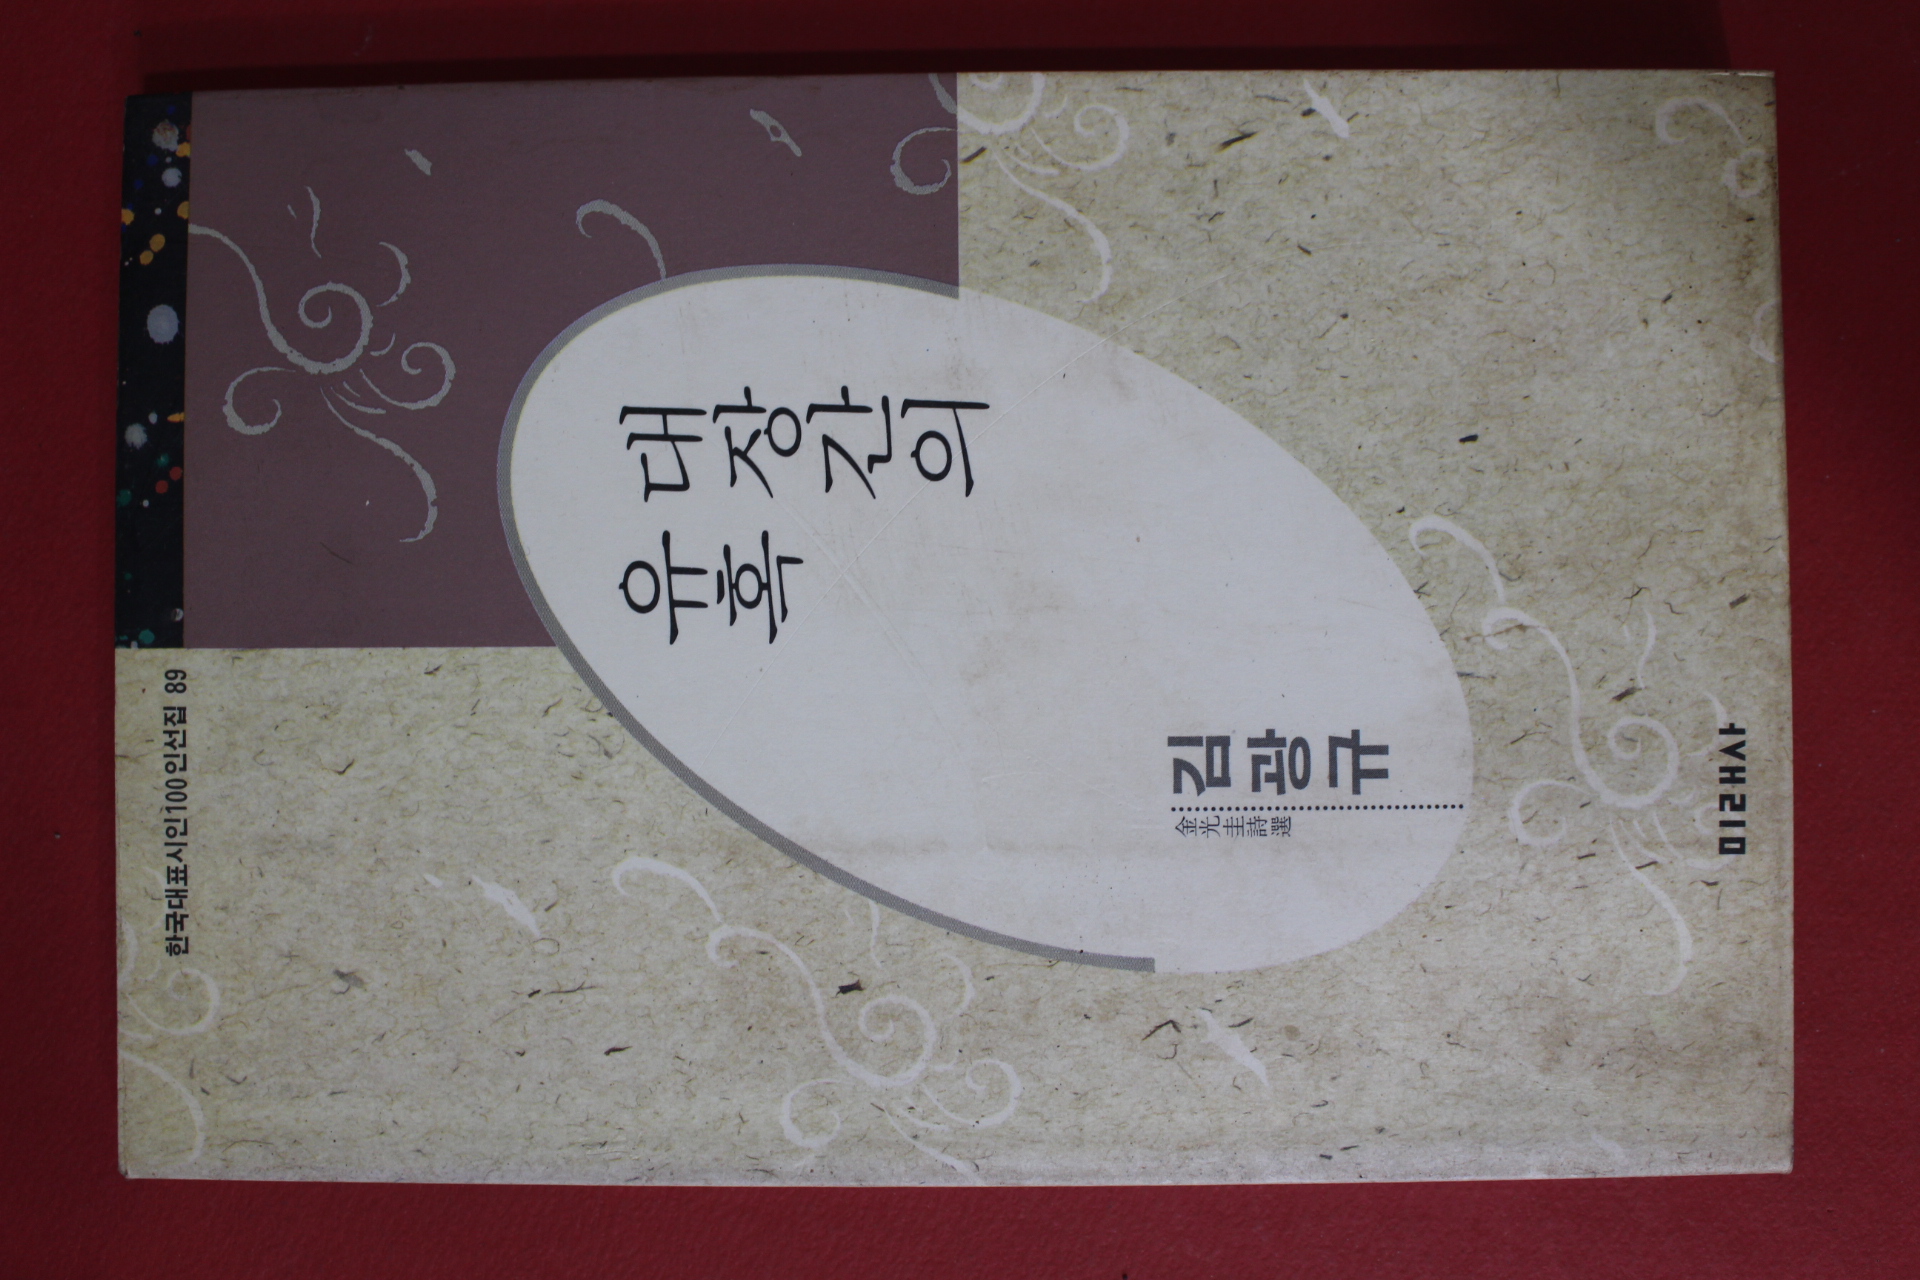 한국대표시인100인선집 89
대장간의
유혹
김광규
金光圭詩選
미래사